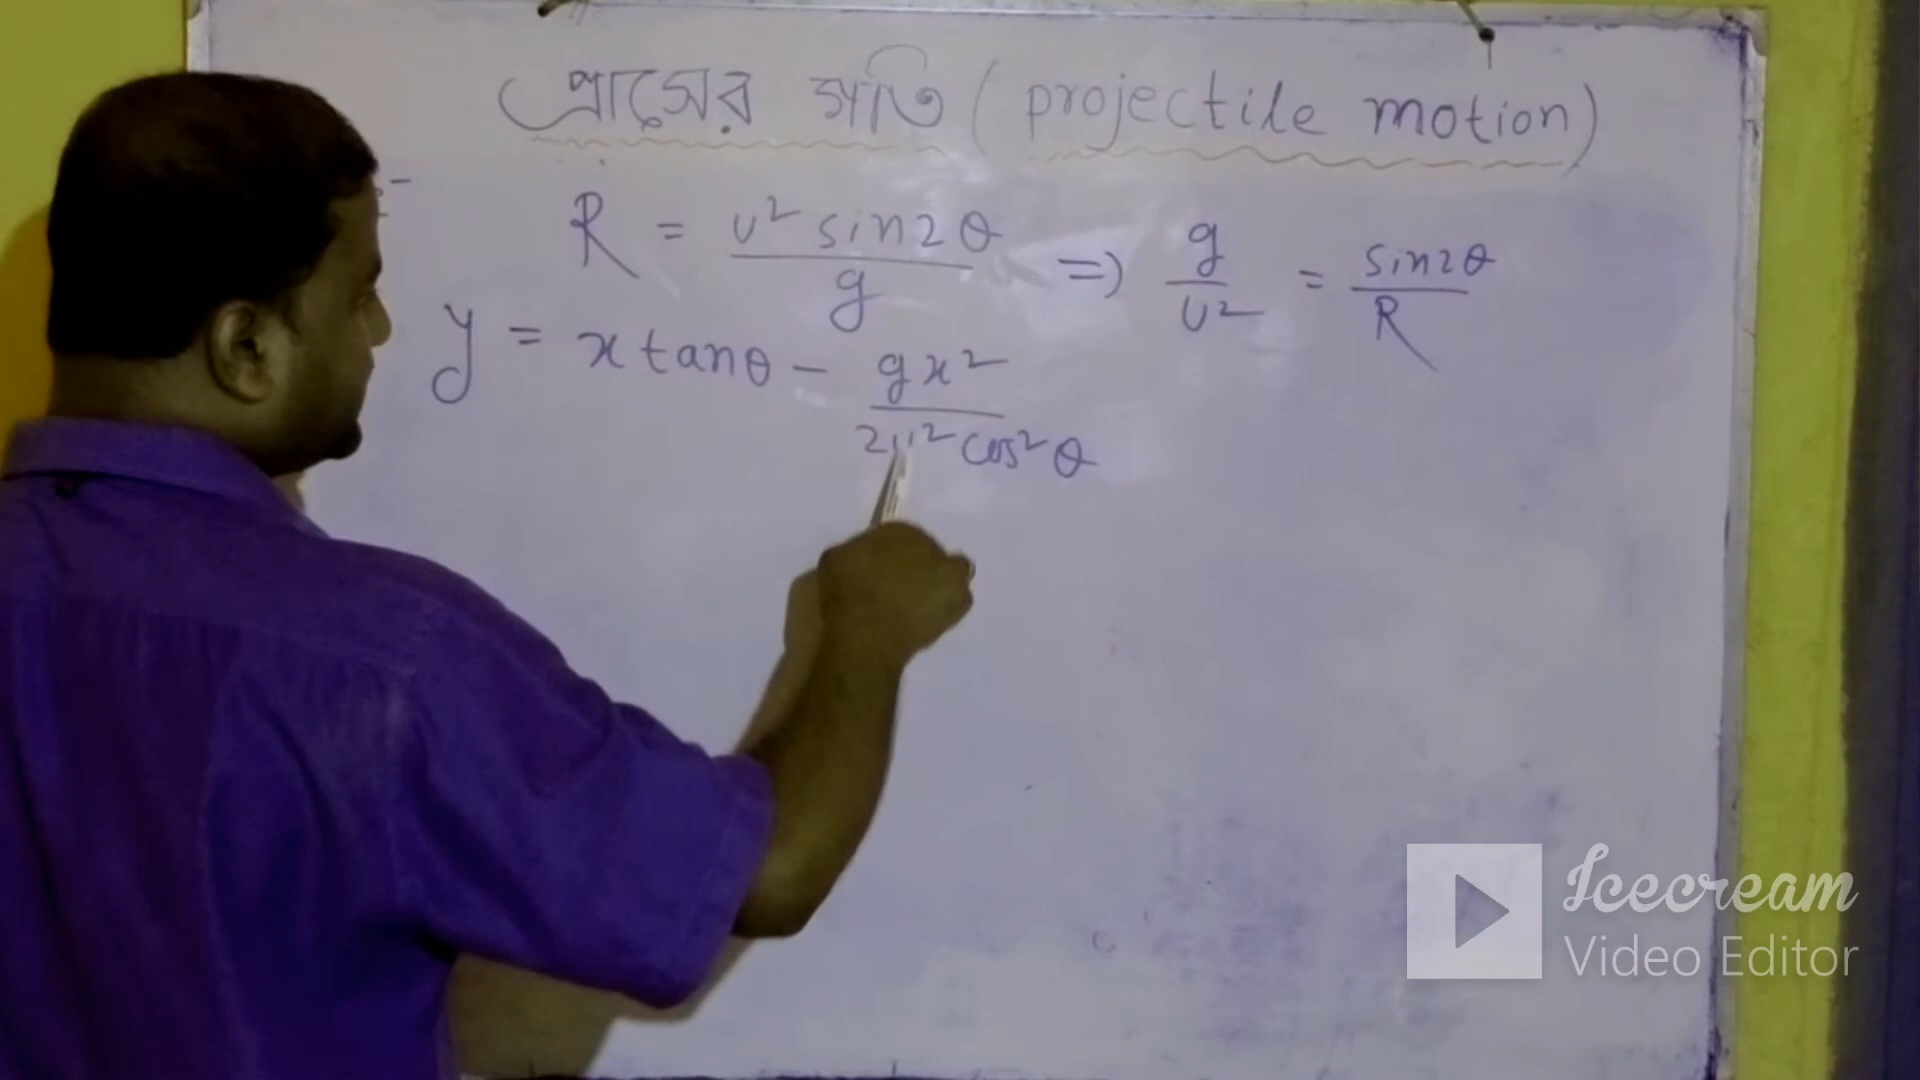 প্রাসের গতি (projectile motion)
R = u² sin2θ / g ⇒ g / u² = sin2θ / R
y = x tanθ - gx² / 2u² cos²θ
Icecream
Video Editor